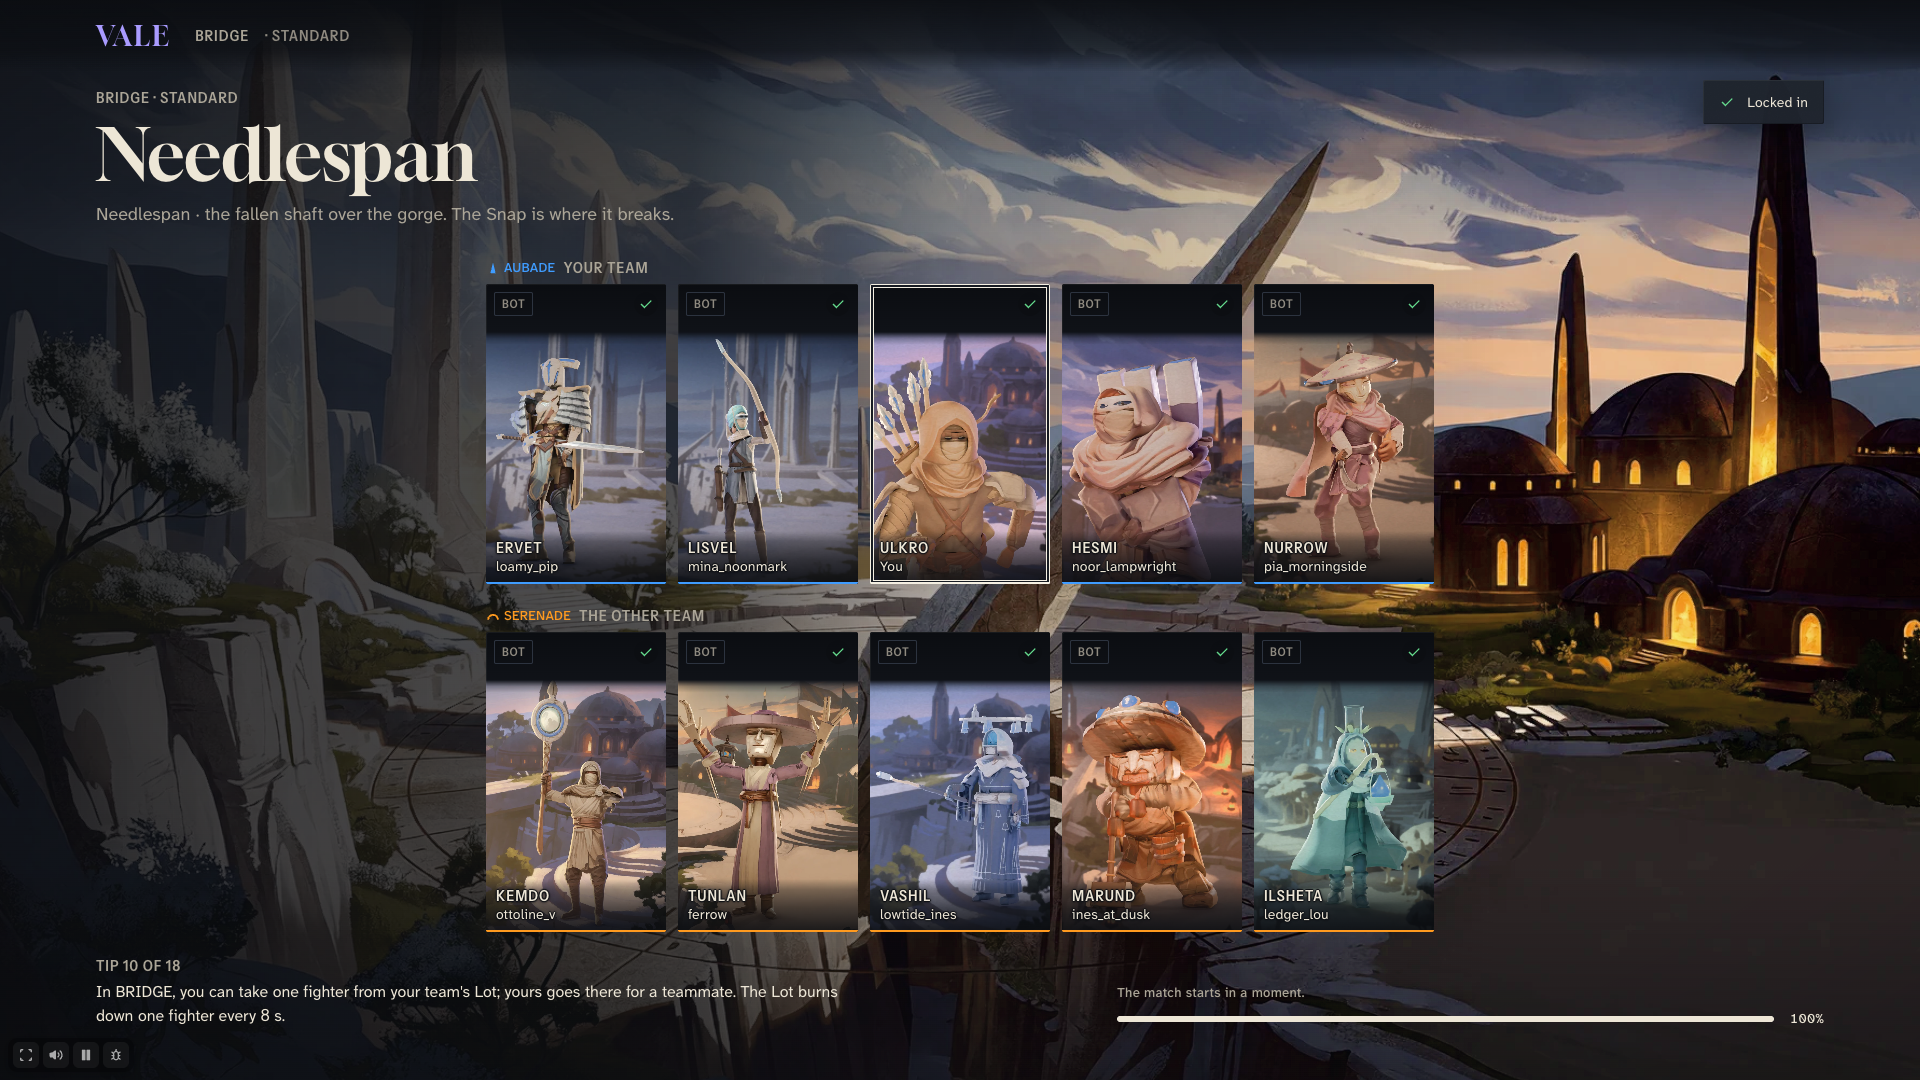 VALE BRIDGE · STANDARD
BRIDGE · STANDARD
Needlespan
Needlespan · the fallen shaft over the gorge. The Snap is where it breaks.
Locked in
AUBADE YOUR TEAM
BOT BOT BOT BOT
ERVET LISVEL ULKRO HESMI NURROW
loamy_pip mina_noonmark You noor_lampwright pia_morningside
SERENADE THE OTHER TEAM
BOT BOT BOT BOT BOT
KEMDO TUNLAN VASHIL MARUND ILSHETA
ottoline_v ferrow lowtide_ines ines_at_dusk ledger_lou
TIP 10 OF 18
In BRIDGE, you can take one fighter from your team's Lot; yours goes there for a teammate. The Lot burns
down one fighter every 8 s.
The match starts in a moment.
100%